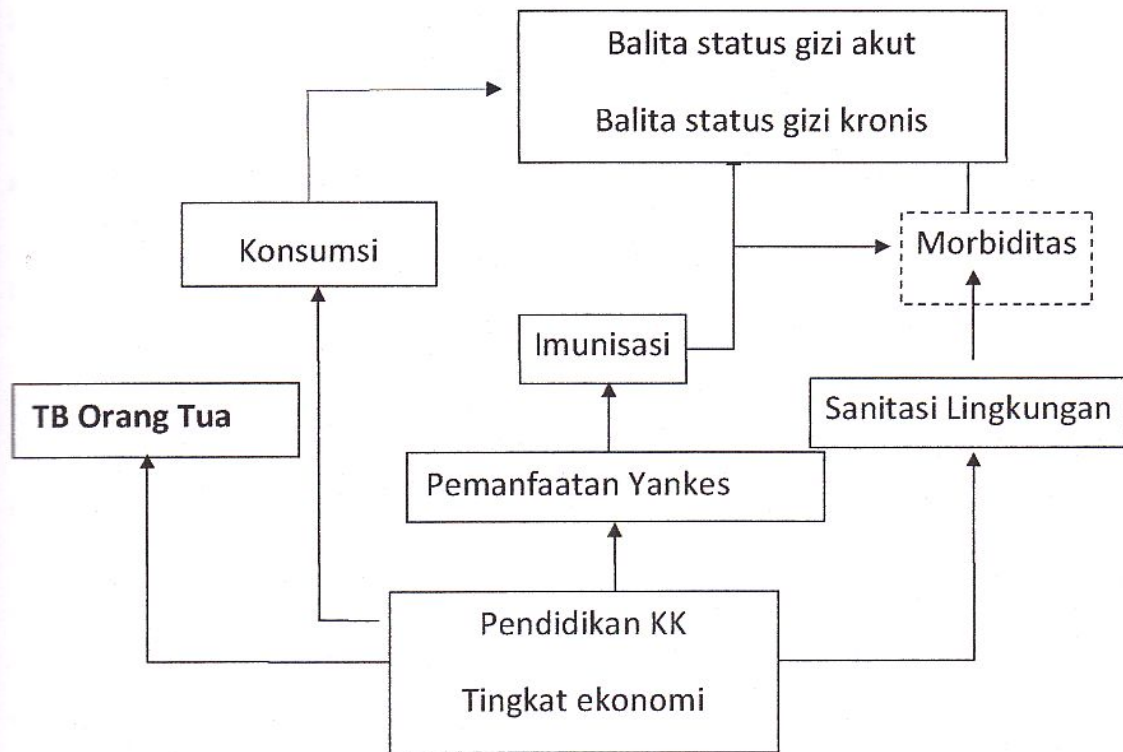 Balita status gizi akut
Balita status gizi kronis
Konsumsi
Morbiditas
Imunisasi
TB Orang Tua
Sanitasi Lingkungan
Pemanfaatan Yankes
Pendidikan KK
Tingkat ekonomi